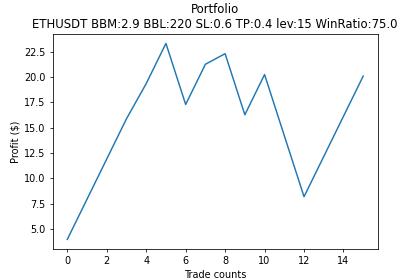 Portfolio
ETHUSDT BBM:2.9 BBL:220 SL:0.6 TP:0.4 lev:15 WinRatio:75.0
22.5
20.0
17.5
15.0
12.5
10.0
7.5
5.0
Profit ($)
0 2 4 6 8 10 12 14
Trade counts